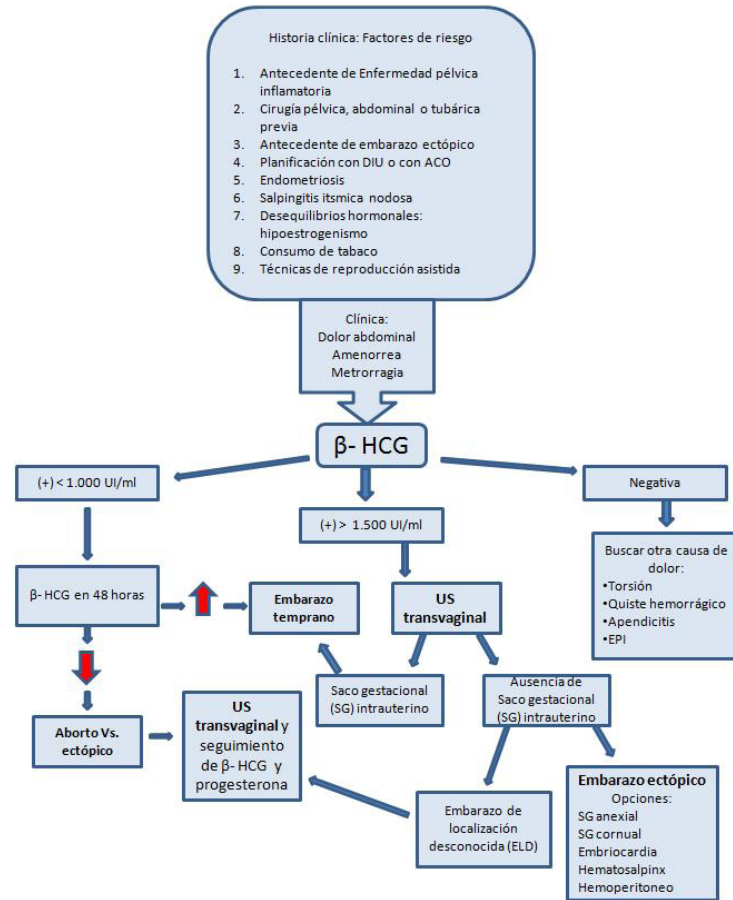 Historia clínica: Factores de riesgo
1. Antecedente de Enfermedad pélvica
inflamatoria
2. Cirugía pélvica, abdominal o tubárica
previa
3. Antecedente de embarazo ectópico
4. Planificación con DIU o con ACO
5. Endometriosis
6. Salpingitis itsmica nodosa
7. Desequilibrios hormonales:
hipoestrogenismo
8. Consumo de tabaco
9. Técnicas de reproducción asistida
Clínica:
Dolor abdominal
Amenorrea
Metrorragia
β- HCG
(+) < 1.000 UI/ml
(+) > 1.500 UI/ml
Negativa
Buscar otra causa de
dolor:
•Torsión
•Quiste hemorrágico
•Apendicitis
•EPI
β- HCG en 48 horas
Embarazo
temprano
US
transvaginal
Saco gestacional
(SG) intrauterino
Ausencia de
Saco gestacional
(SG) intrauterino
Aborto Vs.
ectópico
US
transvaginal y
seguimiento
de β- HCG y
progesterona
Embarazo de
localización
desconocida (ELD)
Embarazo ectópico
Opciones:
SG anexial
SG cornual
Embriocardia
Hematosalpinx
Hemoperitoneo